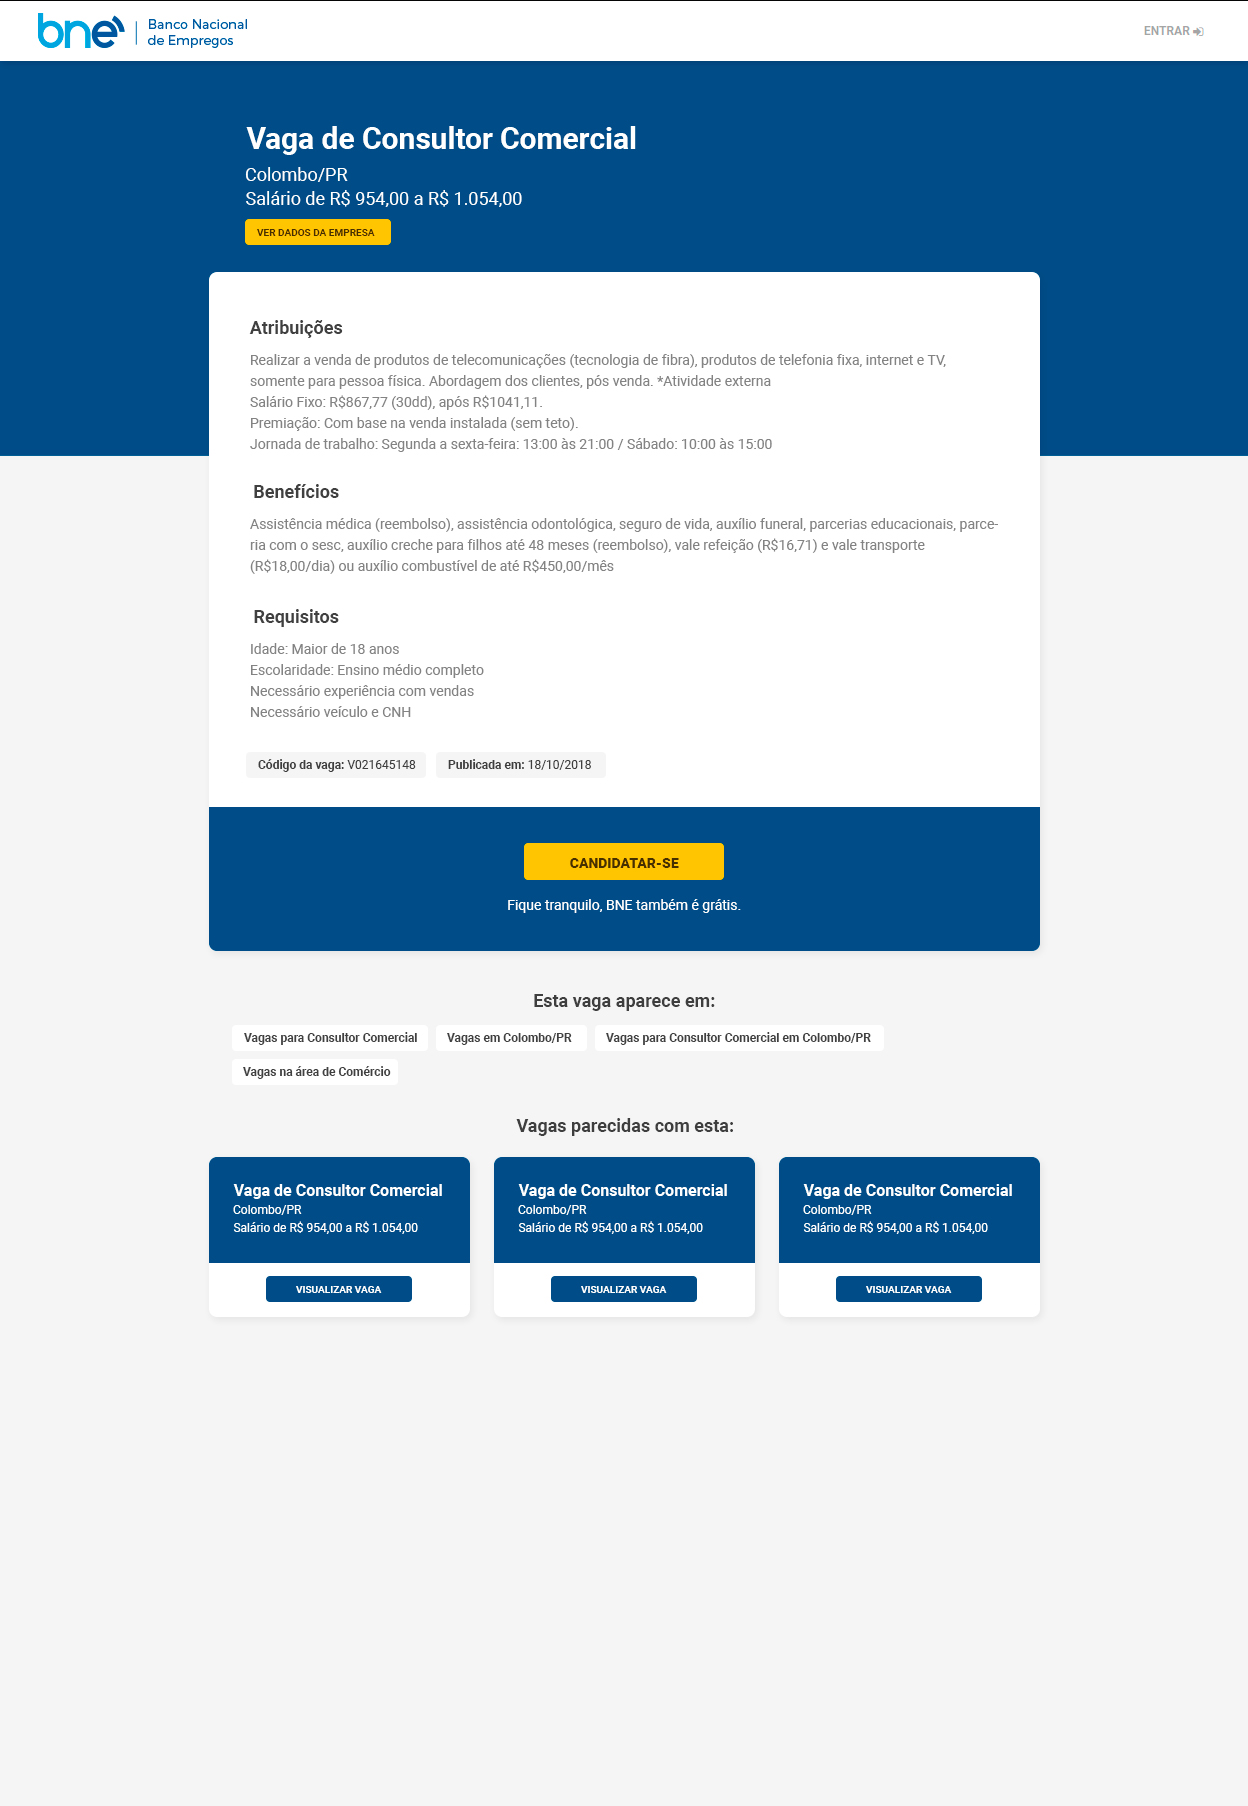 bne
Banco Nacional
de Empregos
ENTRAR
Vaga de Consultor Comercial
Colombo/PR
Salário de R$ 954,00 a R$ 1.054,00
VER DADOS DA EMPRESA
Atribuições
Realizar a venda de produtos de telecomunicações (tecnologia de fibra), produtos de telefonia fixa, internet e TV,
somente para pessoa física. Abordagem dos clientes, pós venda. *Atividade externa
Salário Fixo: R$867,77 (30dd), após R$1041,11.
Premiação: Com base na venda instalada (sem teto).
Jornada de trabalho: Segunda a sexta-feira: 13:00 às 21:00 / Sábado: 10:00 às 15:00
Benefícios
Assistência médica (reembolso), assistência odontológica, seguro de vida, auxílio funeral, parcerias educacionais, parce-
ria com o sesc, auxílio creche para filhos até 48 meses (reembolso), vale refeição (R$16,71) e vale transporte
(R$18,00/dia) ou auxílio combustível de até R$450,00/mês
Requisitos
Idade: Maior de 18 anos
Escolaridade: Ensino médio completo
Necessário experiência com vendas
Necessário veículo e CNH
Código da vaga: V021645148 Publicada em: 18/10/2018
CANDIDATAR-SE
Fique tranquilo, BNE também é grátis.
Esta vaga aparece em:
Vagas para Consultor Comercial Vagas em Colombo/PR Vagas para Consultor Comercial em Colombo/PR
Vagas na área de Comércio
Vagas parecidas com esta:
Vaga de Consultor Comercial
Colombo/PR
Salário de R$ 954,00 a R$ 1.054,00
VISUALIZAR VAGA
Vaga de Consultor Comercial
Colombo/PR
Salário de R$ 954,00 a R$ 1.054,00
VISUALIZAR VAGA
Vaga de Consultor Comercial
Colombo/PR
Salário de R$ 954,00 a R$ 1.054,00
VISUALIZAR VAGA